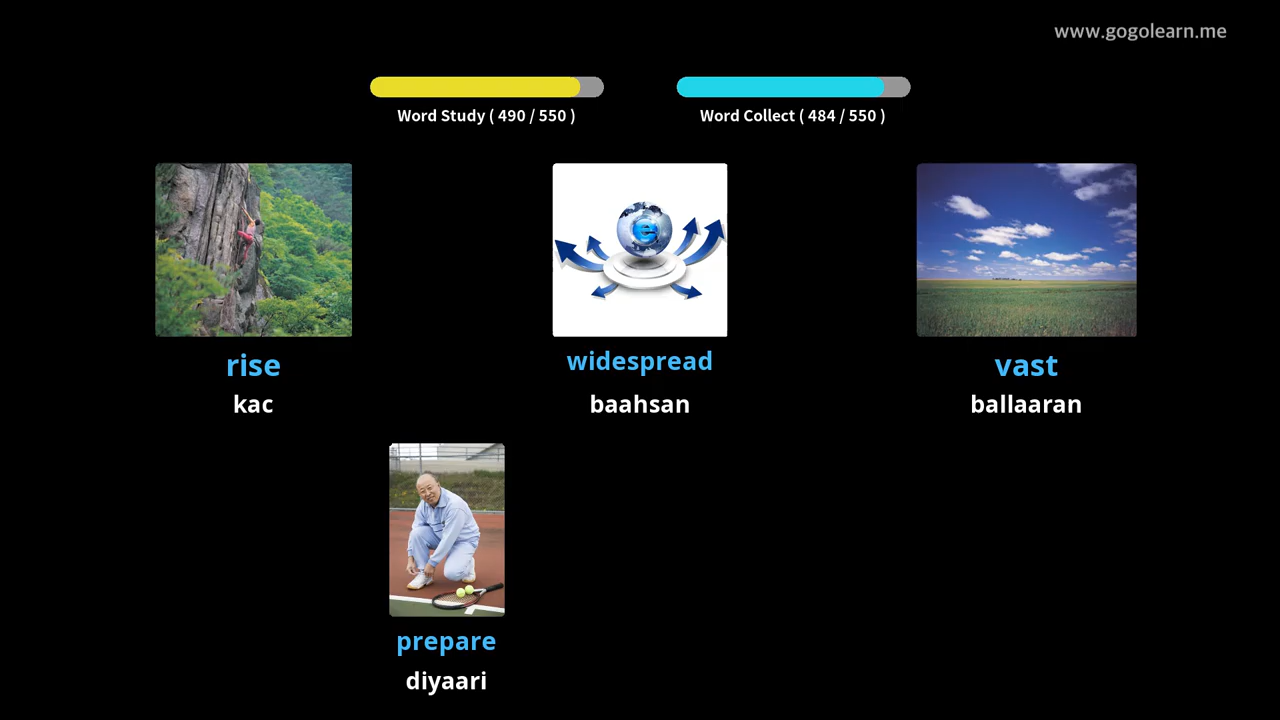 www.gogolearn.me
Word Study ( 490 / 550 )
Word Collect ( 484 / 550 )
e
rise
widespread
vast
kac
baahsan
ballaaran
prepare
diyaari